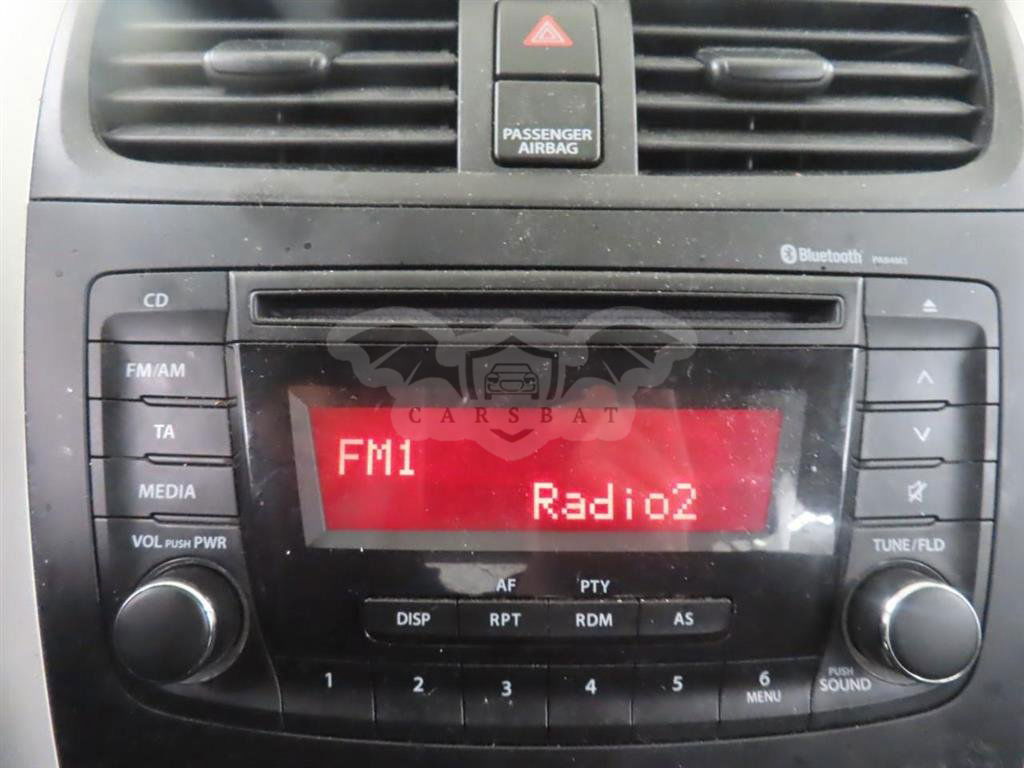 PASSENGER
AIRBAG
Bluetooth
CD
FM/AM
TA
MEDIA
CARSBAT
FM1
Radio2
VOL PUSH PWR
TUNE/FLD
AF PTY
DISP RPT RDM AS
1 2 3 4 5 6
MENU
PUSH
SOUND